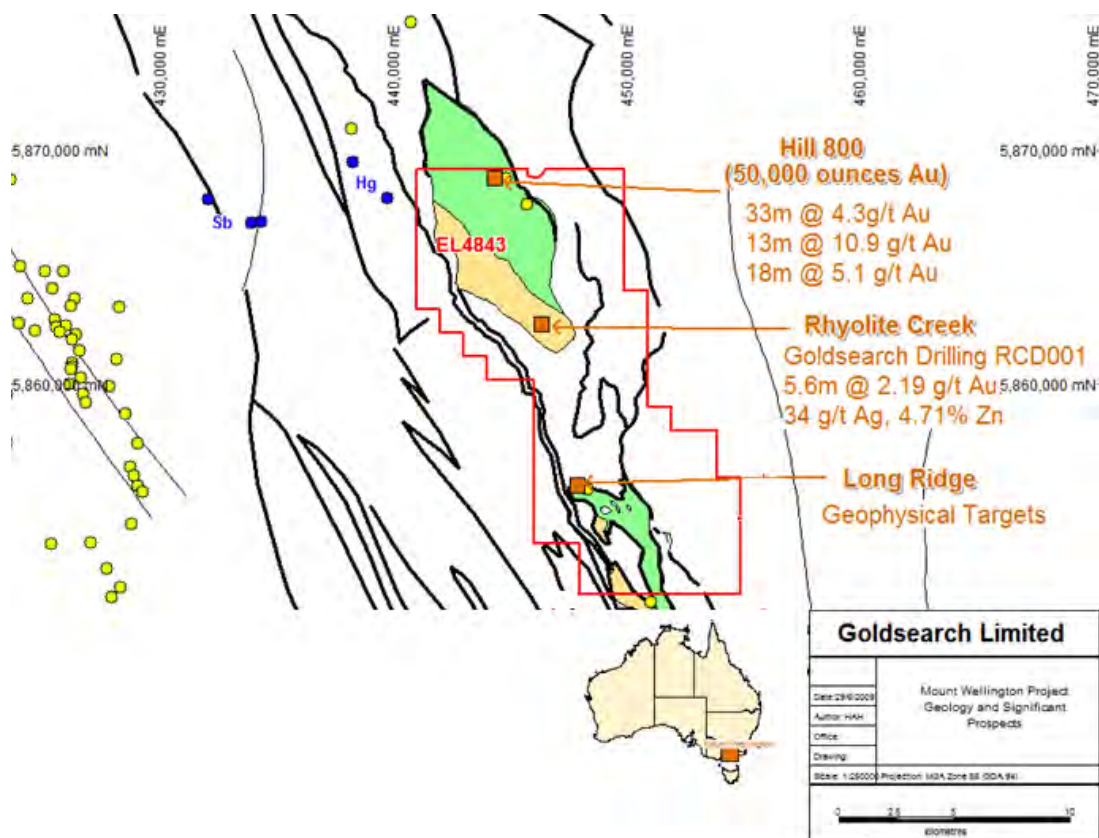 430,000 mE
440,000 mE
450,000 mE
460,000 mE
470,000 mE
5,870,000 mN
5,870,000 mN
Hill 800
(50,000 ounces Au)
33m @ 4.3g/t Au
13m @ 10.9 g/t Au
18m @ 5.1 g/t Au
Hg
Sb
EL4843
Rhyolite Creek
Goldsearch Drilling RCD001
5.6m @ 2.19 g/t Au
34 g/t Ag, 4.71% Zn
5,860,000 mN
5,860,000 mN
Long Ridge
Geophysical Targets
Goldsearch Limited
Mount Wellington Project
Geology and Significant
Prospects
Author: HAH
Office:
Drawing:
0 2.5 5 10
kilometres